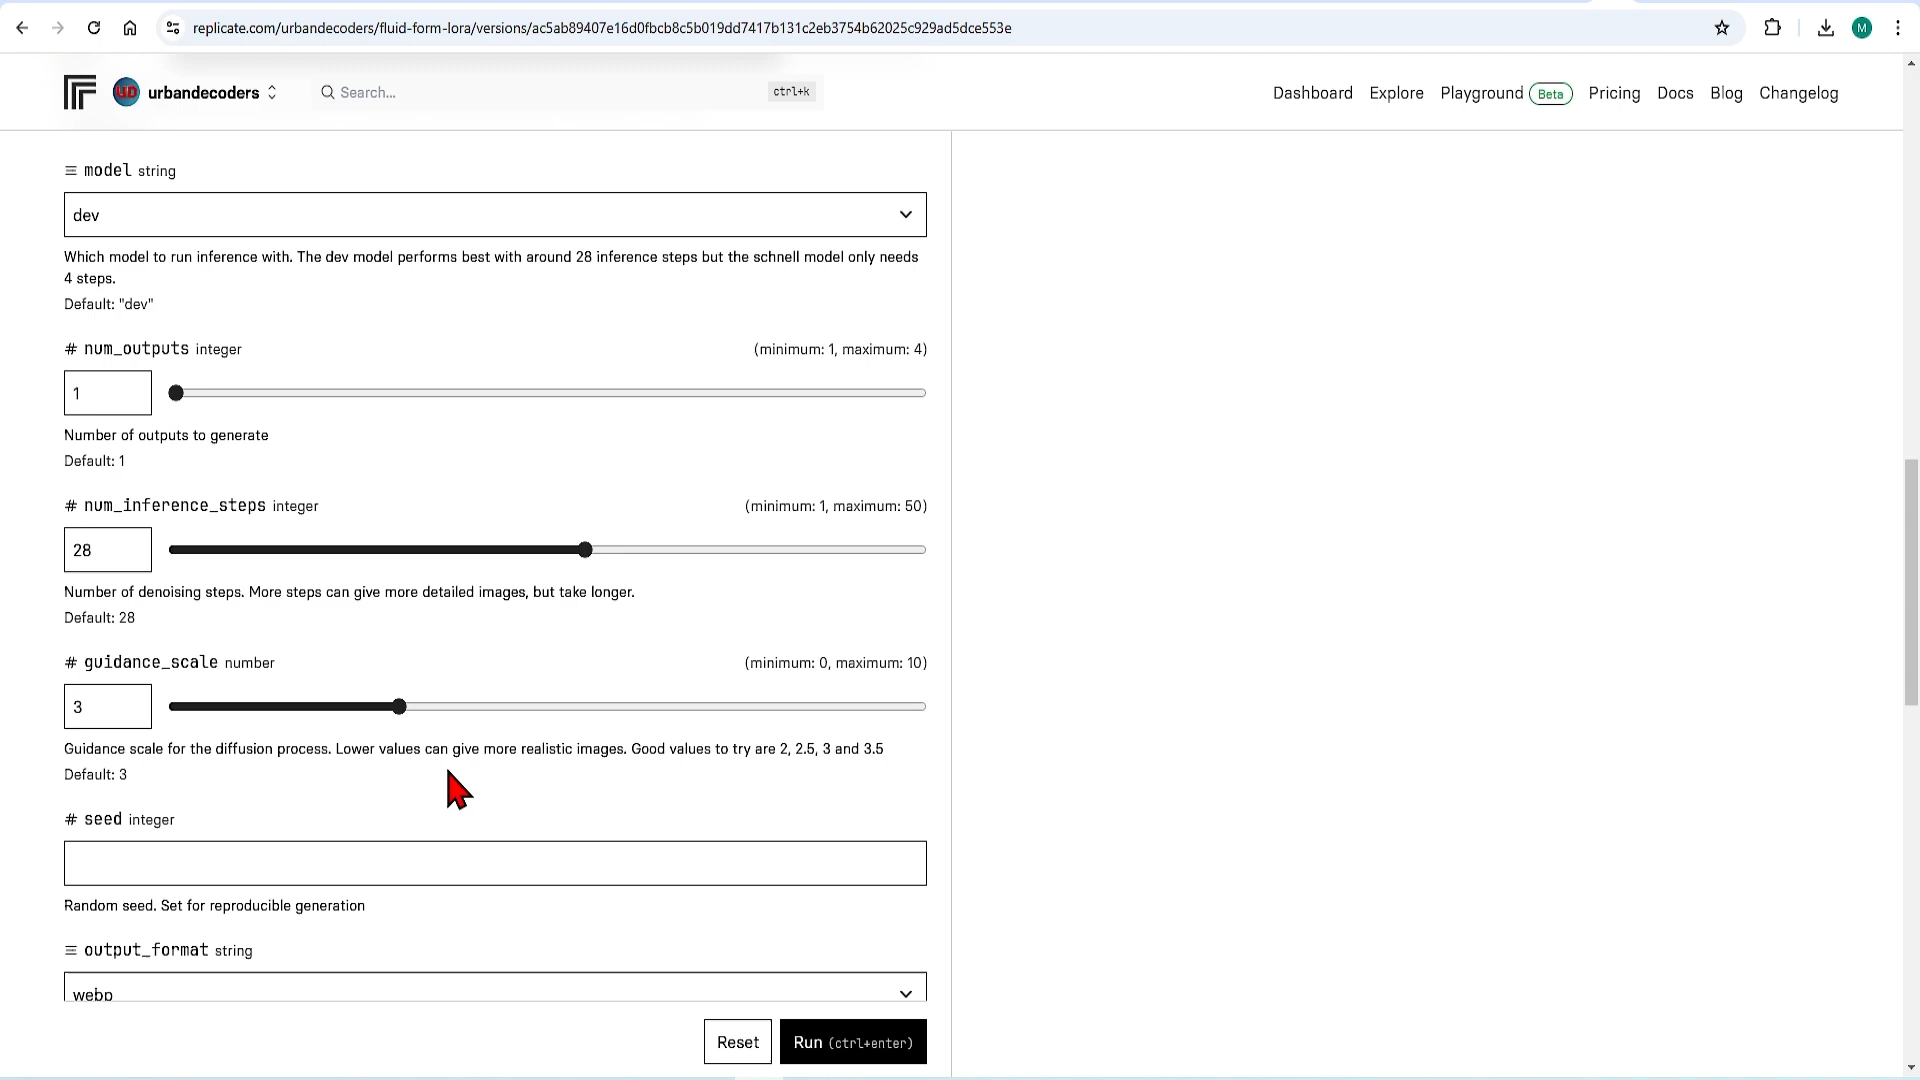 replicate.com/urbandecoders/fluid-form-lora/versions/ac5ab89407e16d0fbcb8c5b019dd7417b131c2eb3754b62025c929ad5dce553e
M
UD urbandecoders Search... ctrl+k Dashboard Explore Playground Beta Pricing Docs Blog Changelog
model string
dev
Which model to run inference with. The dev model performs best with around 28 inference steps but the schnell model only needs
4 steps.
Default: "dev"
# num_outputs integer (minimum: 1, maximum: 4)
1
Number of outputs to generate
Default: 1
# num_inference_steps integer (minimum: 1, maximum: 50)
28
Number of denoising steps. More steps can give more detailed images, but take longer.
Default: 28
# guidance_scale number (minimum: 0, maximum: 10)
3
Guidance scale for the diffusion process. Lower values can give more realistic images. Good values to try are 2, 2.5, 3 and 3.5
Default: 3
# seed integer
Random seed. Set for reproducible generation
output_format string
webp
Reset Run (ctrl+enter)